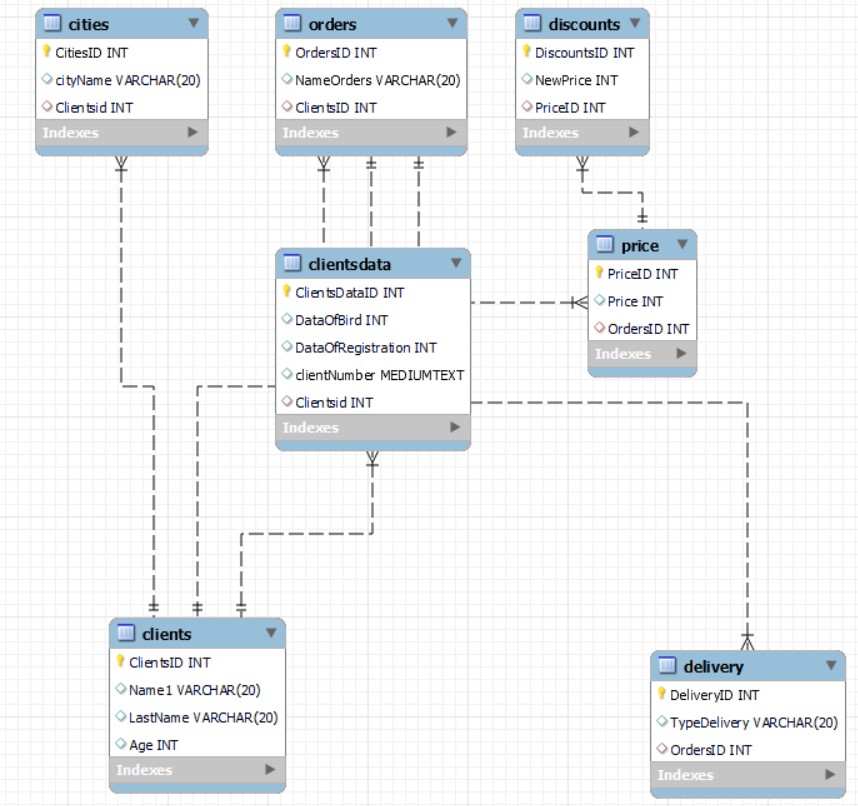 cities
CitiesID INT
cityName VARCHAR(20)
Clientsid INT
Indexes
orders
OrdersID INT
NameOrders VARCHAR(20)
ClientsID INT
Indexes
discounts
DiscountsID INT
NewPrice INT
PriceID INT
Indexes
clientsdata
ClientsDataID INT
DataOfBird INT
DataOfRegistration INT
clientNumber MEDIUMTEXT
Clientsid INT
Indexes
price
PriceID INT
Price INT
OrdersID INT
Indexes
clients
ClientsID INT
Name1 VARCHAR(20)
LastName VARCHAR(20)
Age INT
Indexes
delivery
DeliveryID INT
TypeDelivery VARCHAR(20)
OrdersID INT
Indexes